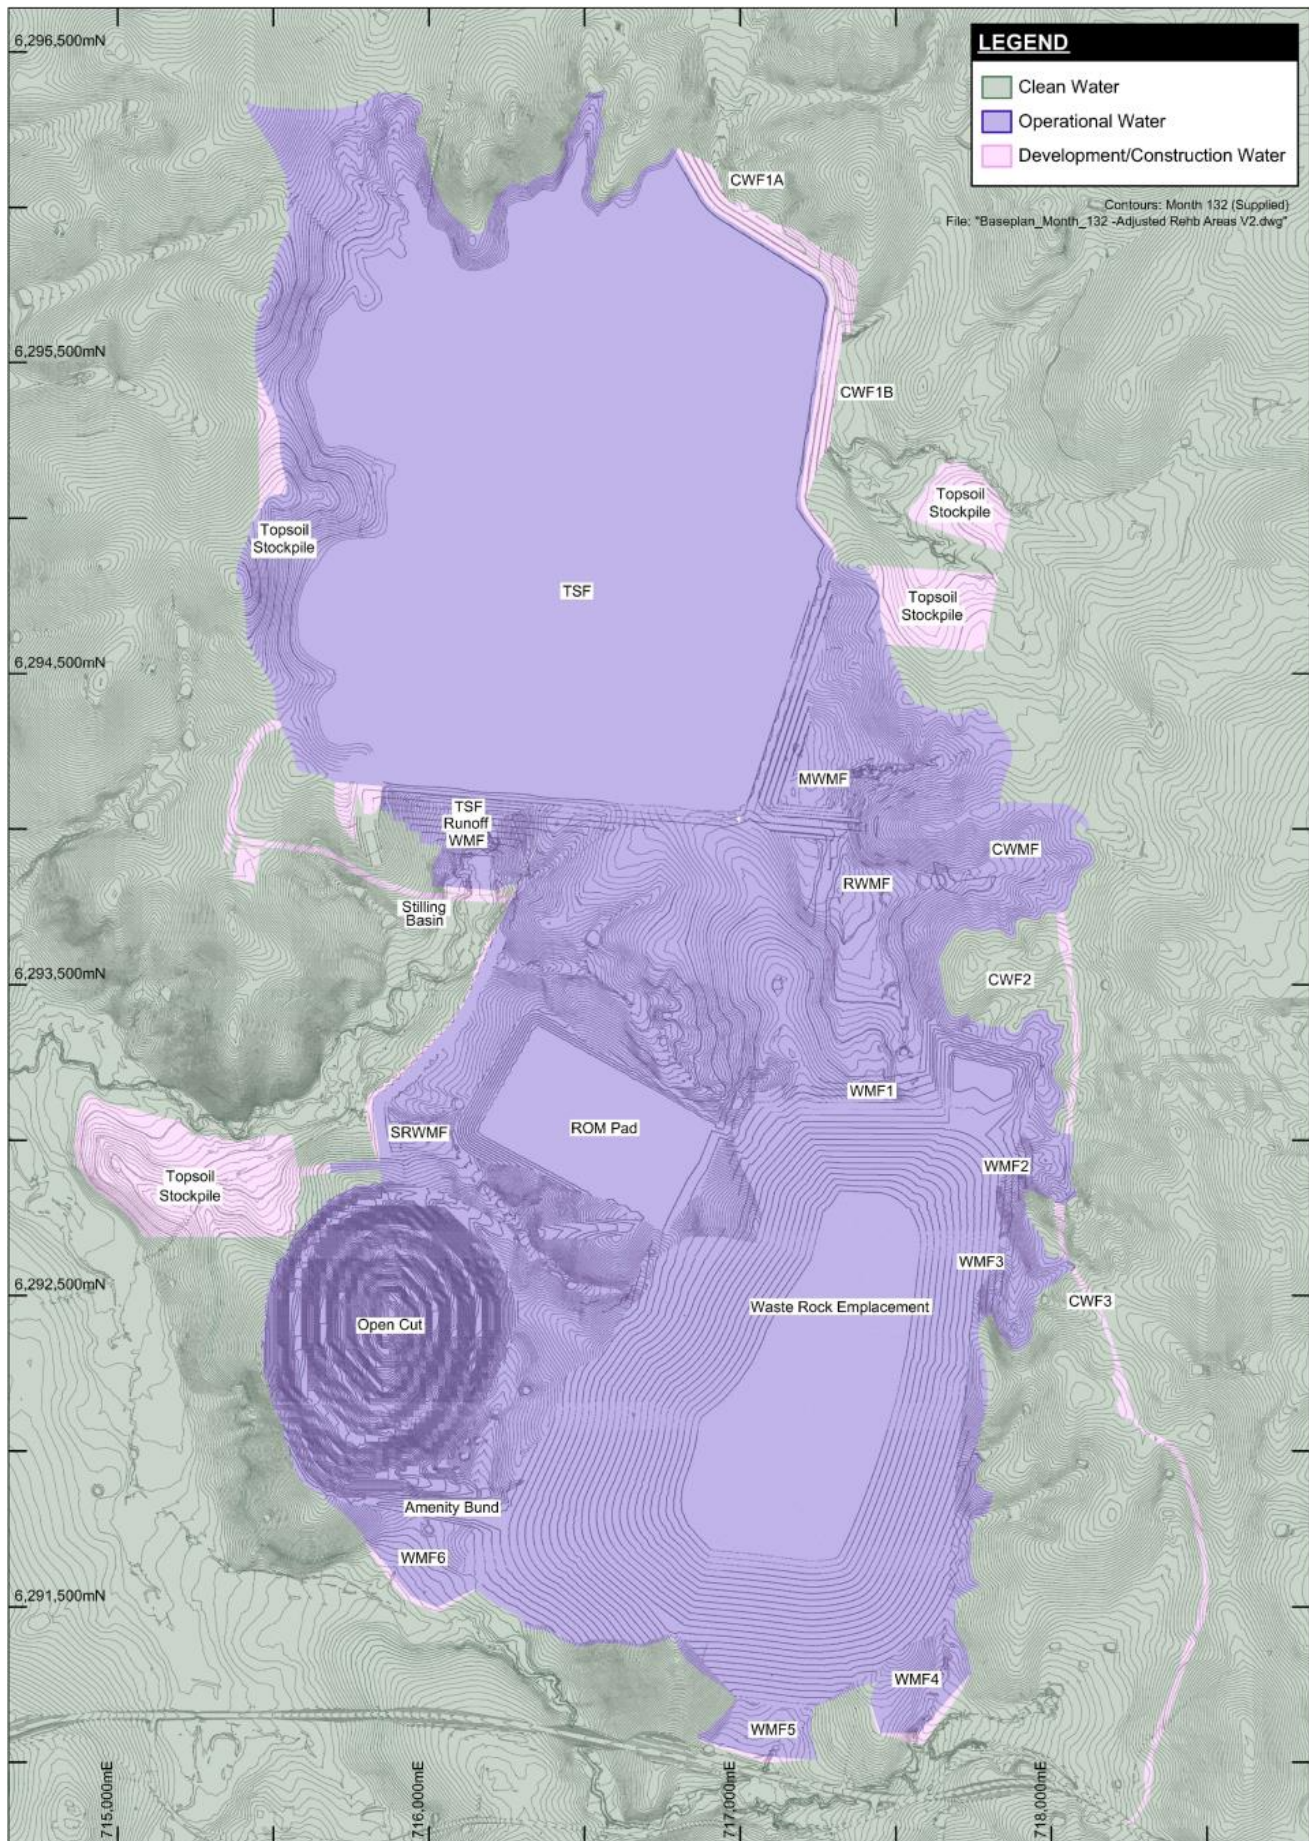 6,296,500mN
LEGEND
Clean Water
Operational Water
Development/Construction Water
Contours: Month 132 (Supplied)
File: "Baseplan_Month_132 -Adjusted Rehb Areas V2.dwg"
CWF1A
6,295,500mN
CWF1B
Topsoil
Stockpile
Topsoil
Stockpile
TSF
Topsoil
Stockpile
6,294,500mN
MWMF
TSF
Runoff
WMF
CWMF
RWMF
Stilling
Basin
6,293,500mN
CWF2
WMF1
ROM Pad
SRWMF
WMF2
Topsoil
Stockpile
WMF3
6,292,500mN
CWF3
Waste Rock Emplacement
Open Cut
Amenity Bund
WMF6
6,291,500mN
WMF4
WMF5
715,000mE
716,000mE
717,000mE
718,000mE